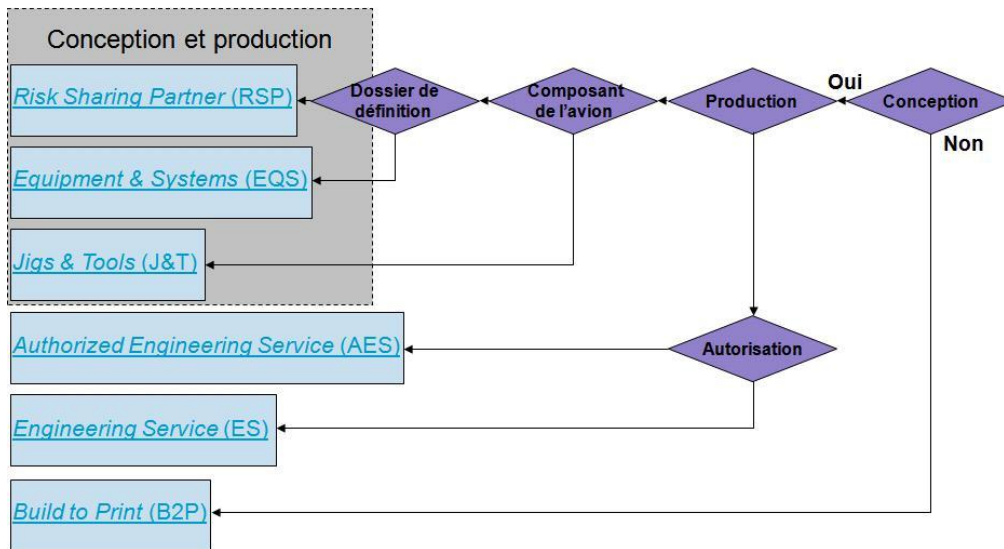 Conception et production
Risk Sharing Partner (RSP)
Dossier de
définition
Composant
de l'avion
Production
Oui
Conception
Non
Equipment & Systems (EQS)
Jigs & Tools (J&T)
Authorized Engineering Service (AES)
Autorisation
Engineering Service (ES)
Build to Print (B2P)